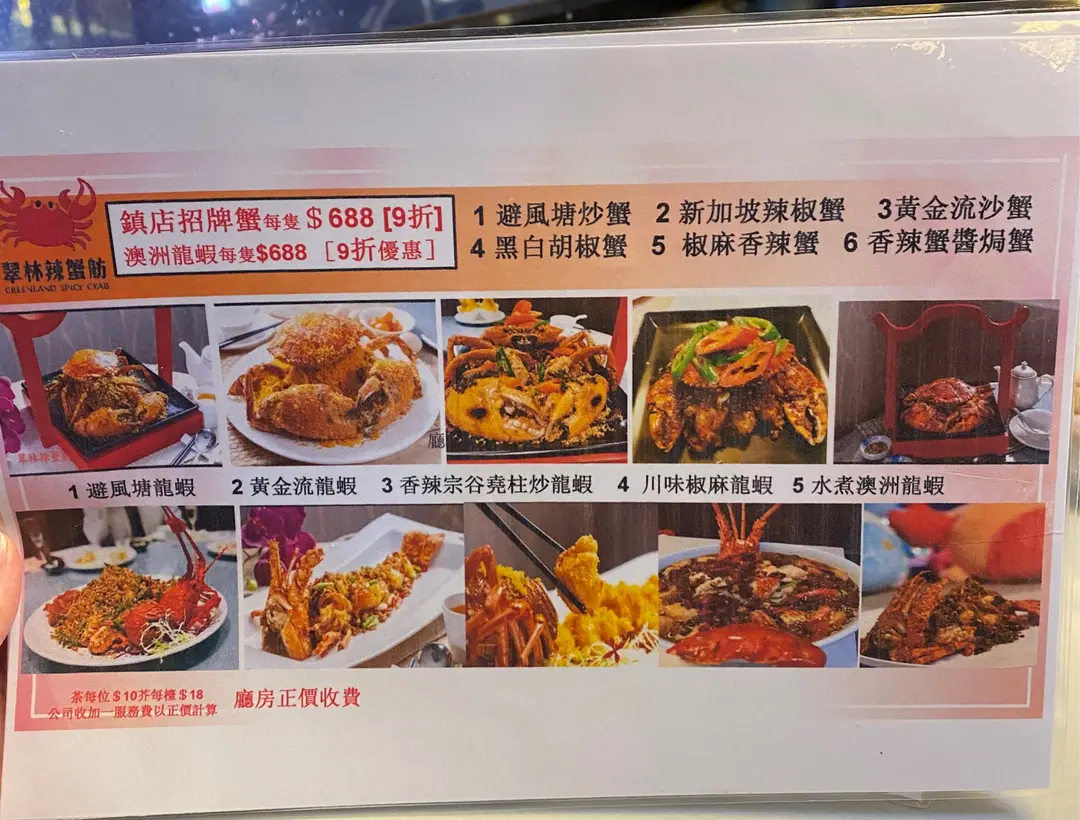 鎮店招牌蟹每隻＄688 [9折]
澳洲龍蝦每隻$688 ［9折優惠］
1 避風塘炒蟹 2 新加坡辣椒蟹 3黃金流沙蟹
4 黑白胡椒蟹 5 椒麻香辣蟹 6 香辣蟹醬焗蟹
翠林辣蟹舫
GREENLAND SPICY CRAB
廳
1 避風塘龍蝦 2 黃金流龍蝦 3 香辣宗谷堯柱炒龍蝦 4 川味椒麻龍蝦 5 水煮澳洲龍蝦
茶每位＄10芥每檯＄18
公司收加一服務費以正價計算
廳房正價收費